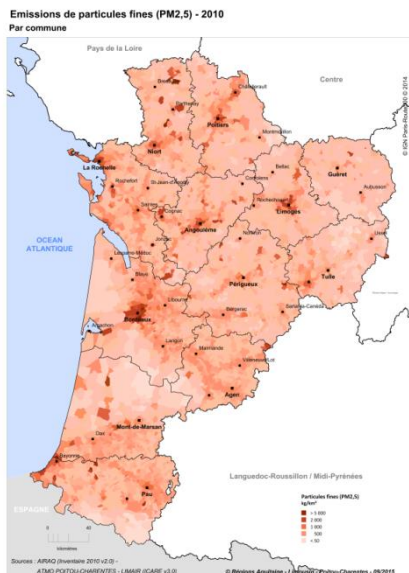 Emissions de particules fines (PM2,5) - 2010
Par commune
Pays de la Loire
Centre
© IGN Paris-Route500 © 2014
Châtellerault
Parthenay
Poitiers
Montmorillon
Niort
La Rochelle
Bellac
Guéret
Rochefort
St-Jean-d'Angély
Confolens
Aubusson
Rochechouart
Limoges
Saintes
Cognac
Angoulême
OCEAN
ATLANTIQUE
Jonzac
Nontron
Ussel
Lesparre-Médoc
Tulle
Blaye
Périgueux
Libourne
Bordeaux
Bergerac
Sarlat-la-Canéda
Arcachon
Langon
Marmande
Villeneuve/Lot
Agen
Mont-de-Marsan
Dax
Bayonne
Languedoc-Roussillon / Midi-Pyrénées
Pau
ESPAGNE
Particules fines (PM2,5)
kg/km²
> 5 000
2 000
1 000
500
< 50
0
kilomètres
Sources : AIRAQ (Inventaire 2010 v2.0) -
ATMO POITOU-CHARENTES - LIMAIR (ICARE v3.0)
© Régions Aquitaine - Limousin - Poitou-Charentes - 09/2015